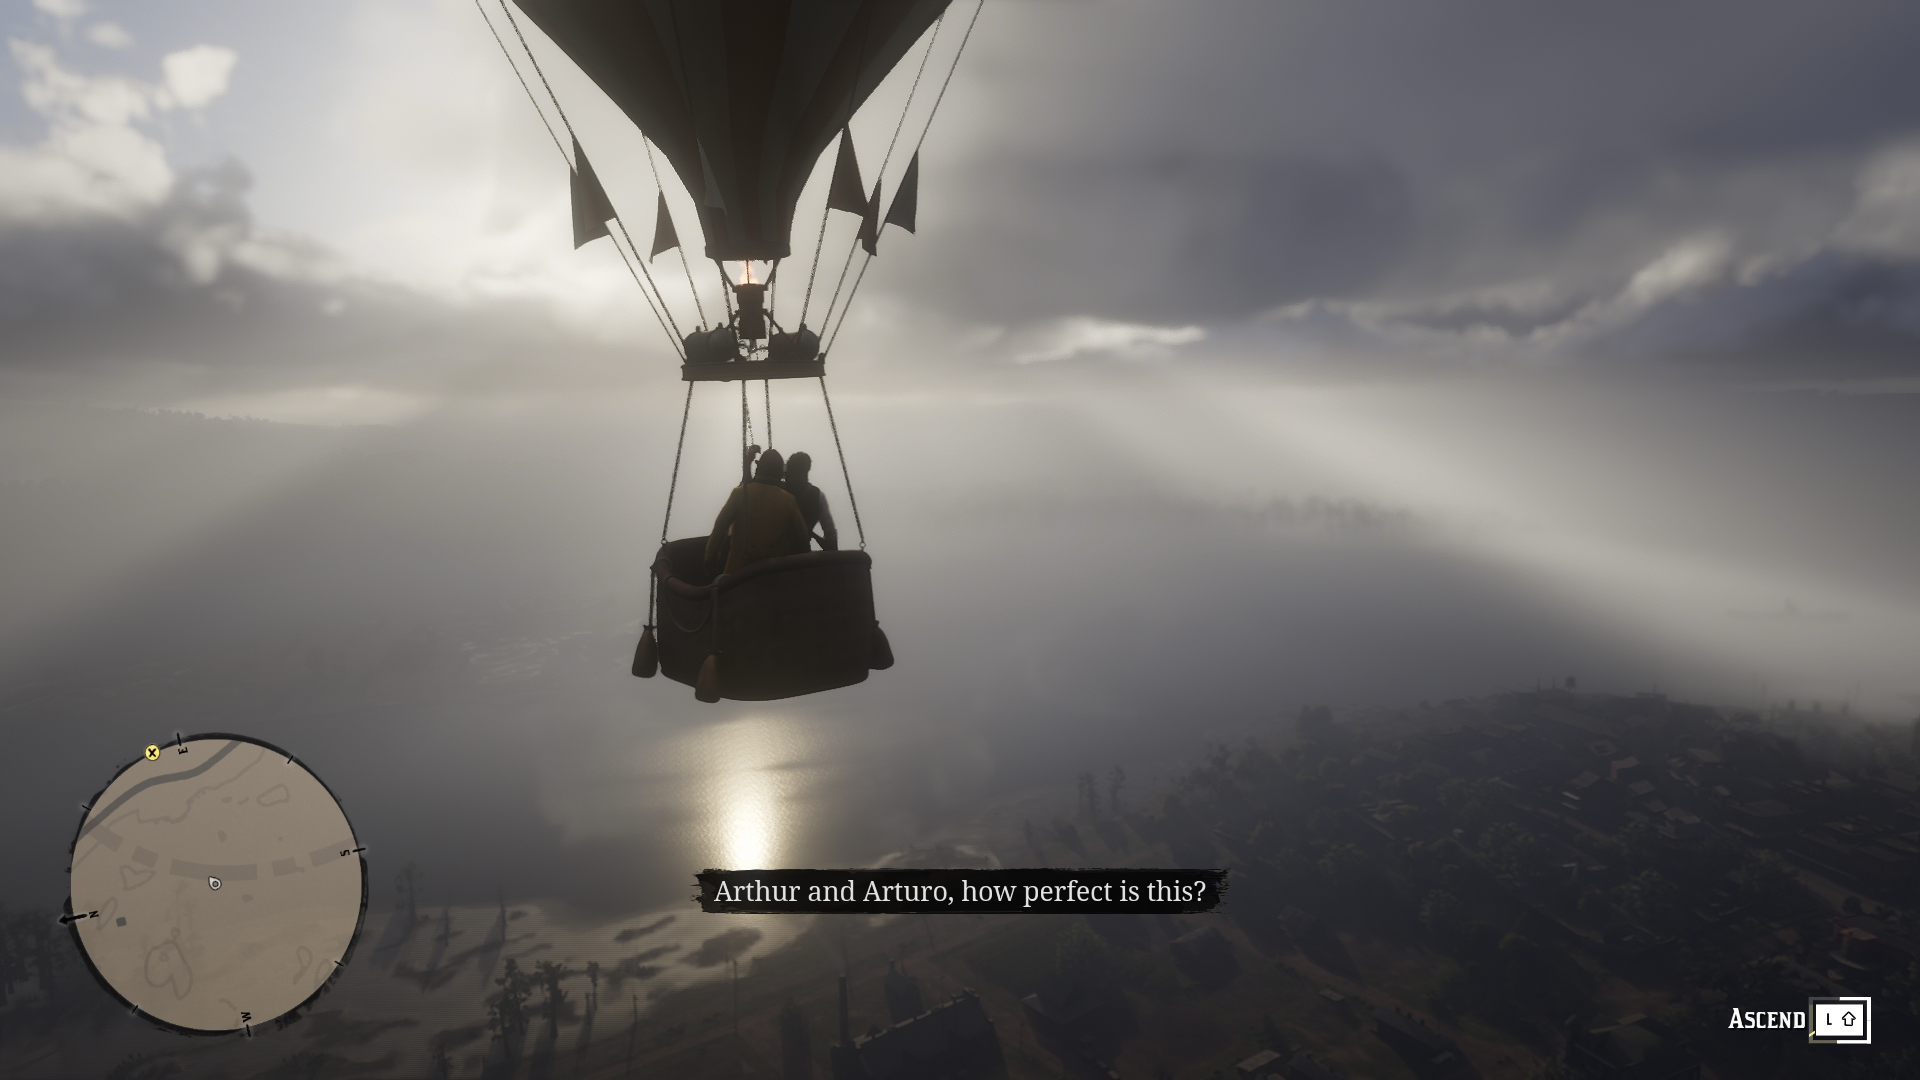 X
E
S
N
W
Arthur and Arturo, how perfect is this?
Ascend L ⇧